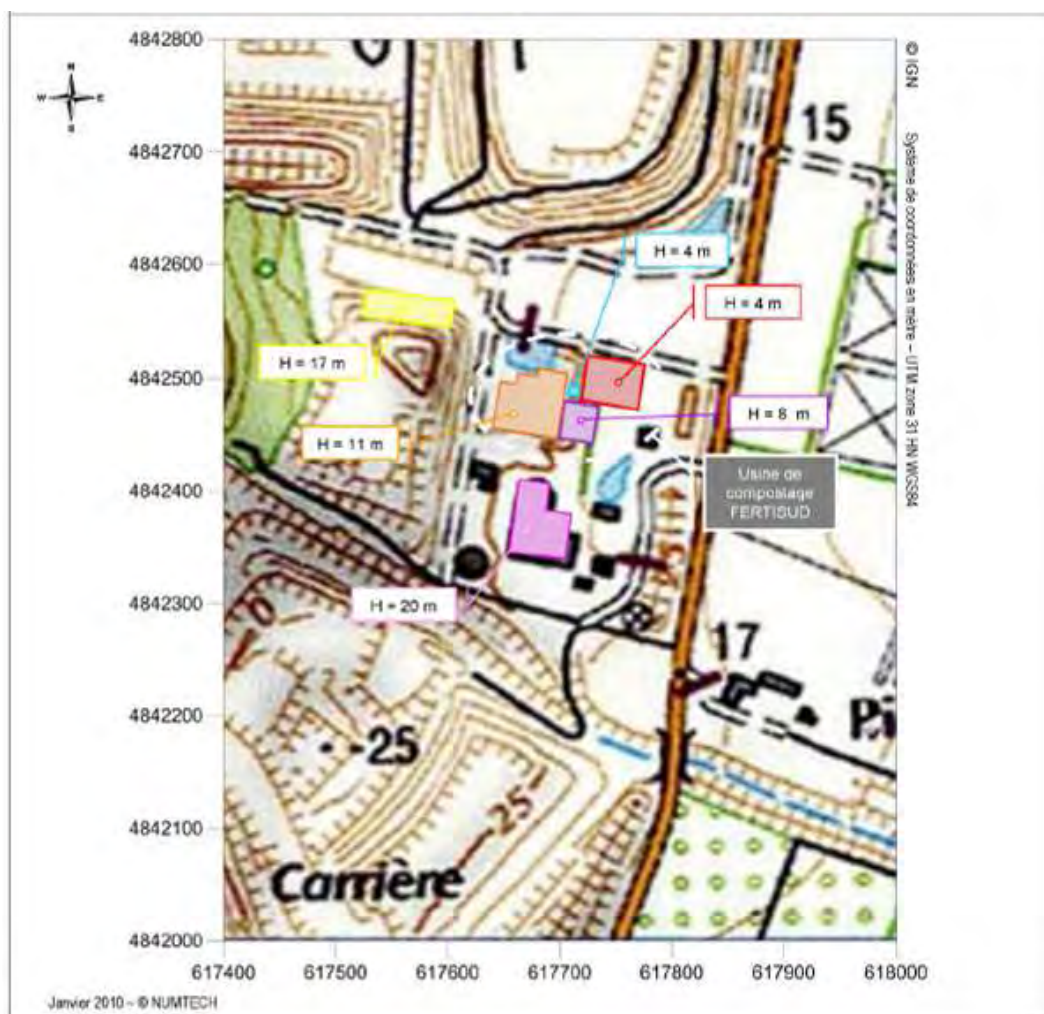 4842800
4842700
4842600
4842500
4842400
4842300
4842200
4842100
4842000
617400
617500
617600
617700
617800
617900
618000
N
W
E
S
15
H = 4 m
H = 4 m
H = 17 m
H = 8 m
H = 11 m
Usine de
compostage
FERTISUD
H = 20 m
17
Pi
25
25
Carrière
© IGN Système de coordonnées en mètre – UTM zone 31 HN WGS84
Janvier 2010 – © NUMTECH